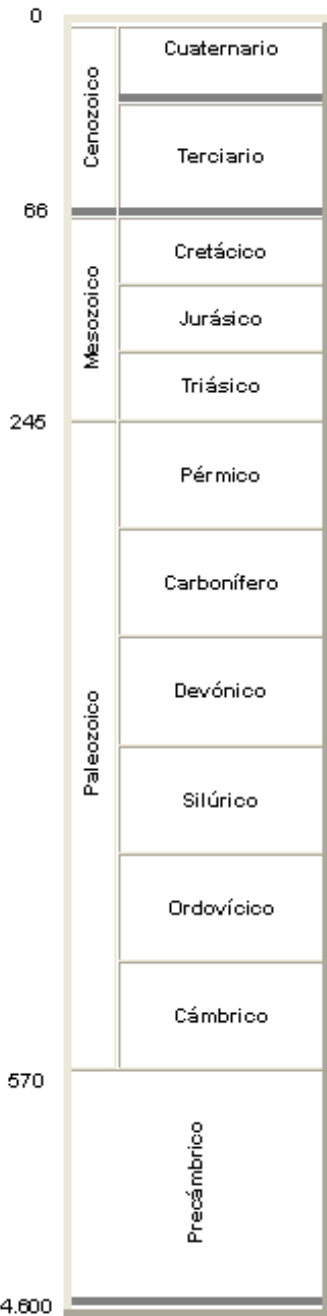 0
Cenozoico
Cuaternario
Terciario
66
Mesozoico
Cretácico
Jurásico
Triásico
245
Paleozoico
Pérmico
Carbonífero
Devónico
Silúrico
Ordovícico
Cámbrico
570
Precámbrico
4.600